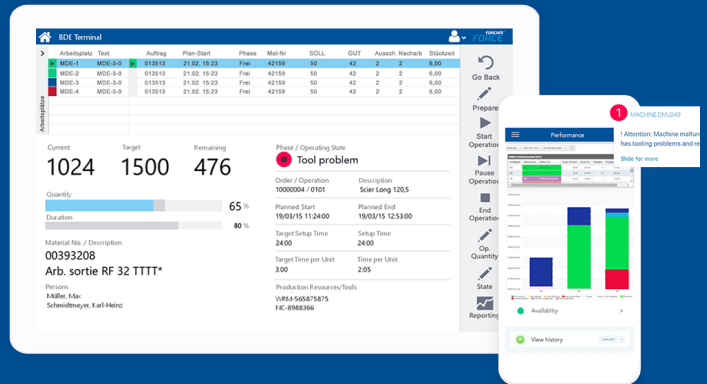 BDE Terminal
FORCAM
FORCE
Arbeitsplatz Text Auftrag Plan-Start Phase Mat-Nr SOLL GUT Aussch. Nacharb Stückzeit
MDE-1 MDE-3-0 013513 21.02. 15:23 Frei 42159 50 42 2 2 6,00
MDE-2 MDE-3-0 013513 21.02. 15:23 Frei 42159 50 42 2 2 6,00
MDE-3 MDE-3-0 013513 21.02. 15:23 Frei 42159 50 42 2 2 6,00
MDE-4 MDE-3-0 013513 21.02. 15:23 Frei 42159 50 42 2 2 6,00
Arbeitsplätze
Current Target Remaining
1024 1500 476
Quantity
65 %
Duration
80 %
Material No. / Description
00393208
Arb. sortie RF 32 TTTT*
Persons
Müller, Max
Schmidtmeyer, Karl-Heinz
Phase / Operating State
Tool problem
Order / Operation Description
10000004 / 0101 Scier Long 120,5
Planned Start Planned End
19/03/15 11:24:00 19/03/15 12:53:00
Target Setup Time Setup Time
24:00 24:00
Target Time per Unit Time per Unit
3:00 2:05
Production Resources/Tools
WRM-565875875
NC-8988366
Go Back
Prepare
Start
Operation
Pause
Operation
End
Operation
Op.
Quantity
State
Reporting
1 MACHINE DMU249
! Attention: Machine malfun
has tooling problems and re
Slide for more
Performance
Availability
View history